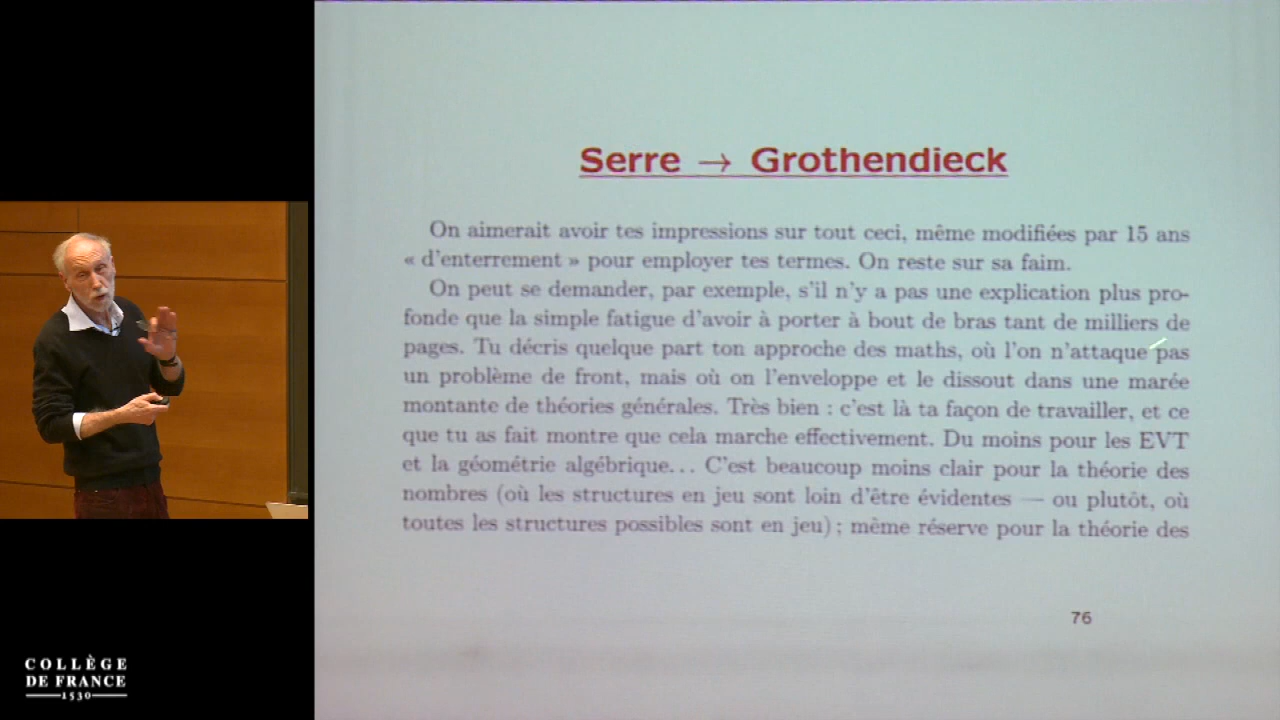 Serre → Grothendieck
On aimerait avoir tes impressions sur tout ceci, même modifiées par 15 ans
« d'enterrement » pour employer tes termes. On reste sur sa faim.
On peut se demander, par exemple, s'il n'y a pas une explication plus pro-
fonde que la simple fatigue d'avoir à porter à bout de bras tant de milliers de
pages. Tu décris quelque part ton approche des maths, où l'on n'attaque pas
un problème de front, mais où on l'enveloppe et le dissout dans une marée
montante de théories générales. Très bien : c'est là ta façon de travailler, et ce
que tu as fait montre que cela marche effectivement. Du moins pour les EVT
et la géométrie algébrique... C'est beaucoup moins clair pour la théorie des
nombres (où les structures en jeu sont loin d'être évidentes — ou plutôt, où
toutes les structures possibles sont en jeu) ; même réserve pour la théorie des
76
COLLÈGE
DE FRANCE
1530